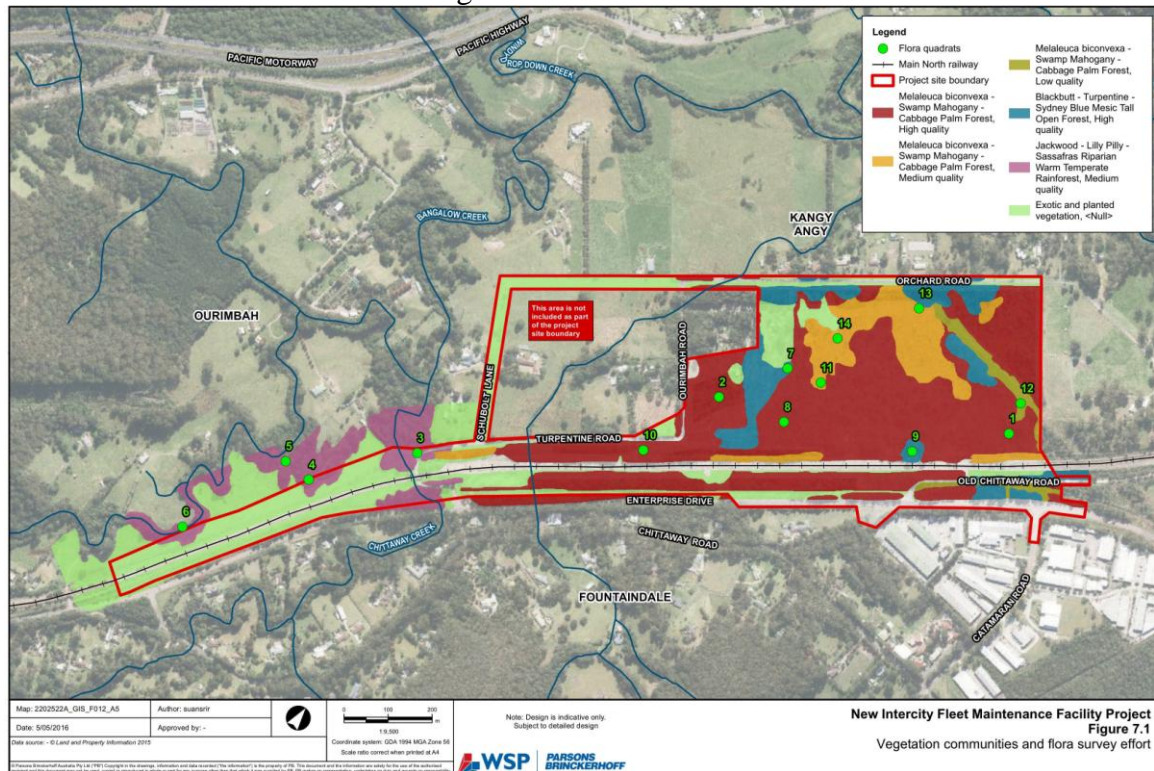 PACIFIC MOTORWAY
PACIFIC HIGHWAY
ROP DOWN CREEK
BANGALOW CREEK
KANGY
ANGY
OURIMBAH
ORCHARD ROAD
This area is not
included as part
of the project
site boundary
SCHUBOLT LANE
OURIMBAH ROAD
TURPENTINE ROAD
ENTERPRISE DRIVE
OLD CHITTAWAY ROAD
CHITTAWAY CREEK
CHITTAWAY ROAD
FOUNTAINDALE
CATAMARAN ROAD
13
14
7
11
2
12
8
1
10
9
3
5
4
6
Legend
Flora quadrats
Main North railway
Project site boundary
Melaleuca biconvexa -
Swamp Mahogany -
Cabbage Palm Forest,
High quality
Melaleuca biconvexa -
Swamp Mahogany -
Cabbage Palm Forest,
Medium quality
Melaleuca biconvexa -
Swamp Mahogany -
Cabbage Palm Forest,
Low quality
Blackbutt - Turpentine -
Sydney Blue Mesic Tall
Open Forest, High
quality
Jackwood - Lilly Pilly -
Sassafras Riparian
Warm Temperate
Rainforest, Medium
quality
Exotic and planted
vegetation, <Null>
Map: 2202522A_GIS_F012_A5
Author: suansrir
Date: 5/05/2016
Approved by: -
Data source: - © Land and Property Information 2015
0 100 200
m
1:9,500
Coordinate system: GDA 1994 MGA Zone 56
Scale ratio correct when printed at A4
Note: Design is indicative only.
Subject to detailed design
WSP PARSONS
BRINCKERHOFF
New Intercity Fleet Maintenance Facility Project
Figure 7.1
Vegetation communities and flora survey effort